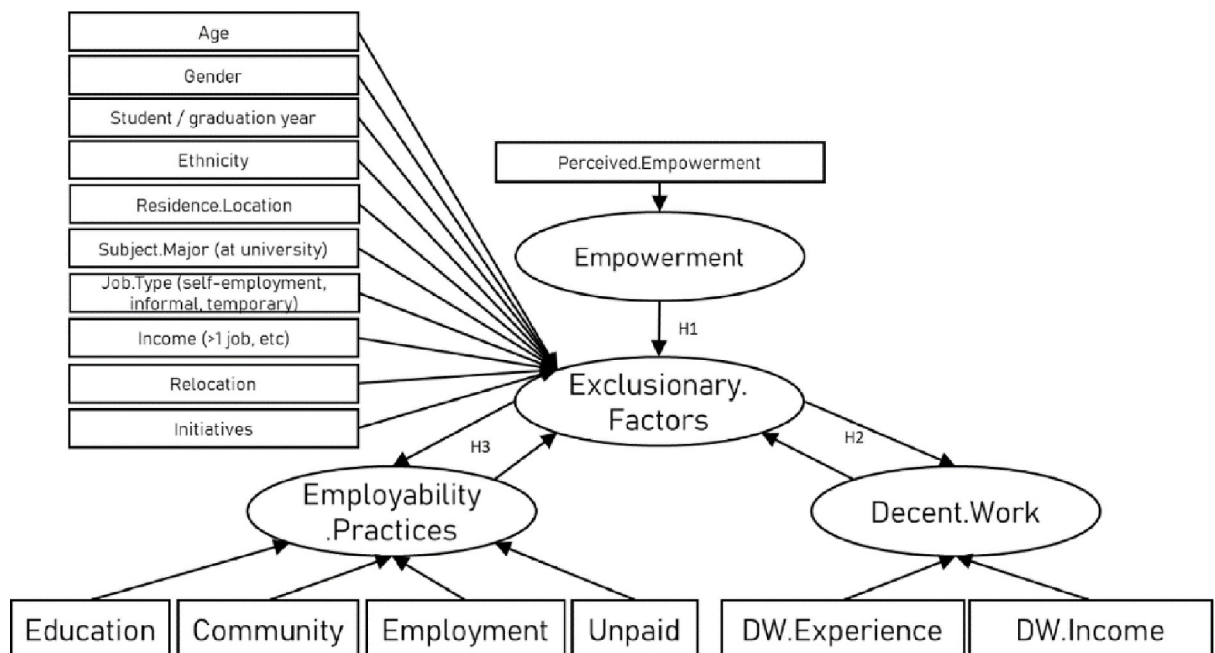 Age
Gender
Student / graduation year
Ethnicity
Residence.Location
Subject.Major (at university)
Job.Type (self-employment,
informal, temporary)
Income (>1 job, etc)
Relocation
Initiatives
Perceived.Empowerment
Empowerment
H1
Exclusionary.
Factors
H3
H2
Employability
.Practices
Decent.Work
Education
Community
Employment
Unpaid
DW.Experience
DW.Income